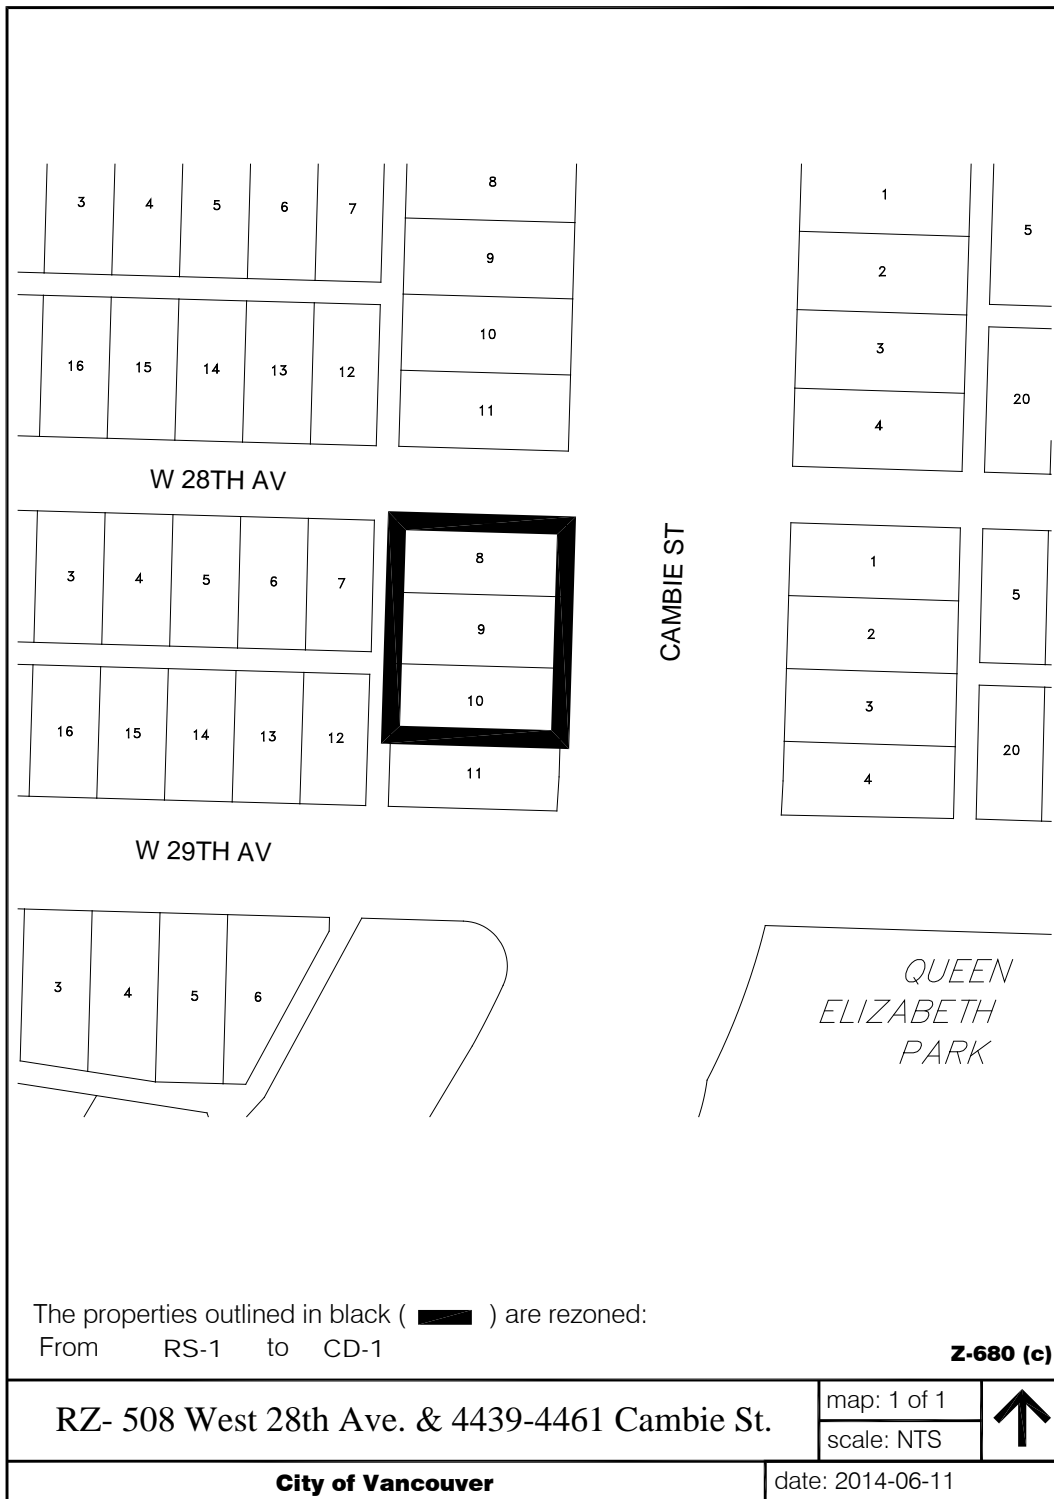 3 4 5 6 7 8 1 5
9 2
10 3
16 15 14 13 12 11 4 20
W 28TH AV
CAMBIE ST
3 4 5 6 7 8 1 5
9 2
10 3
16 15 14 13 12 11 4 20
W 29TH AV
3 4 5 6
QUEEN
ELIZABETH
PARK
The properties outlined in black ( ) are rezoned:
From RS-1 to CD-1
Z-680 (c)
RZ- 508 West 28th Ave. & 4439-4461 Cambie St.
map: 1 of 1
scale: NTS
City of Vancouver
date: 2014-06-11